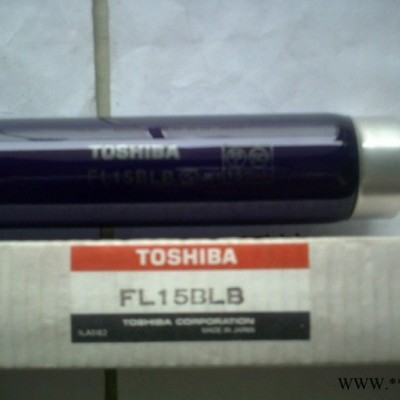 TOSHIBA
FL15BLB
TOSHIBA
FL15BLB
TOSHIBA CORPORATION
MADE IN JAPAN